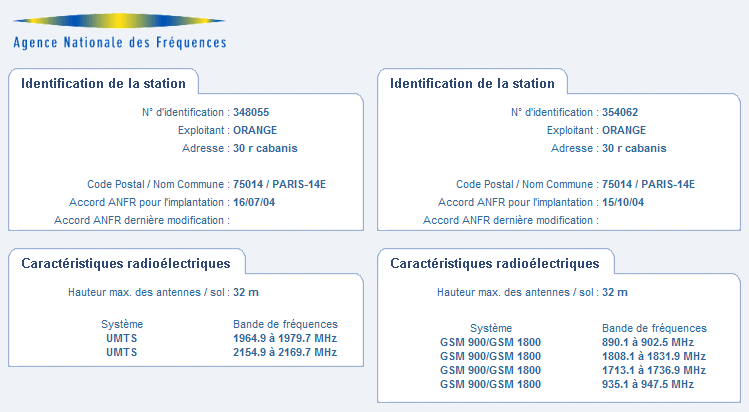 Agence Nationale des Fréquences
Identification de la station
N° d'identification : 348055
Exploitant : ORANGE
Adresse : 30 r cabanis
Code Postal / Nom Commune : 75014 / PARIS-14E
Accord ANFR pour l'implantation : 16/07/04
Accord ANFR dernière modification :
Caractéristiques radioélectriques
Hauteur max. des antennes / sol : 32 m
Système Bande de fréquences
UMTS 1964.9 à 1979.7 MHz
UMTS 2154.9 à 2169.7 MHz
Identification de la station
N° d'identification : 354062
Exploitant : ORANGE
Adresse : 30 r cabanis
Code Postal / Nom Commune : 75014 / PARIS-14E
Accord ANFR pour l'implantation : 15/10/04
Accord ANFR dernière modification :
Caractéristiques radioélectriques
Hauteur max. des antennes / sol : 32 m
Système Bande de fréquences
GSM 900/GSM 1800 890.1 à 902.5 MHz
GSM 900/GSM 1800 1808.1 à 1831.9 MHz
GSM 900/GSM 1800 1713.1 à 1736.9 MHz
GSM 900/GSM 1800 935.1 à 947.5 MHz